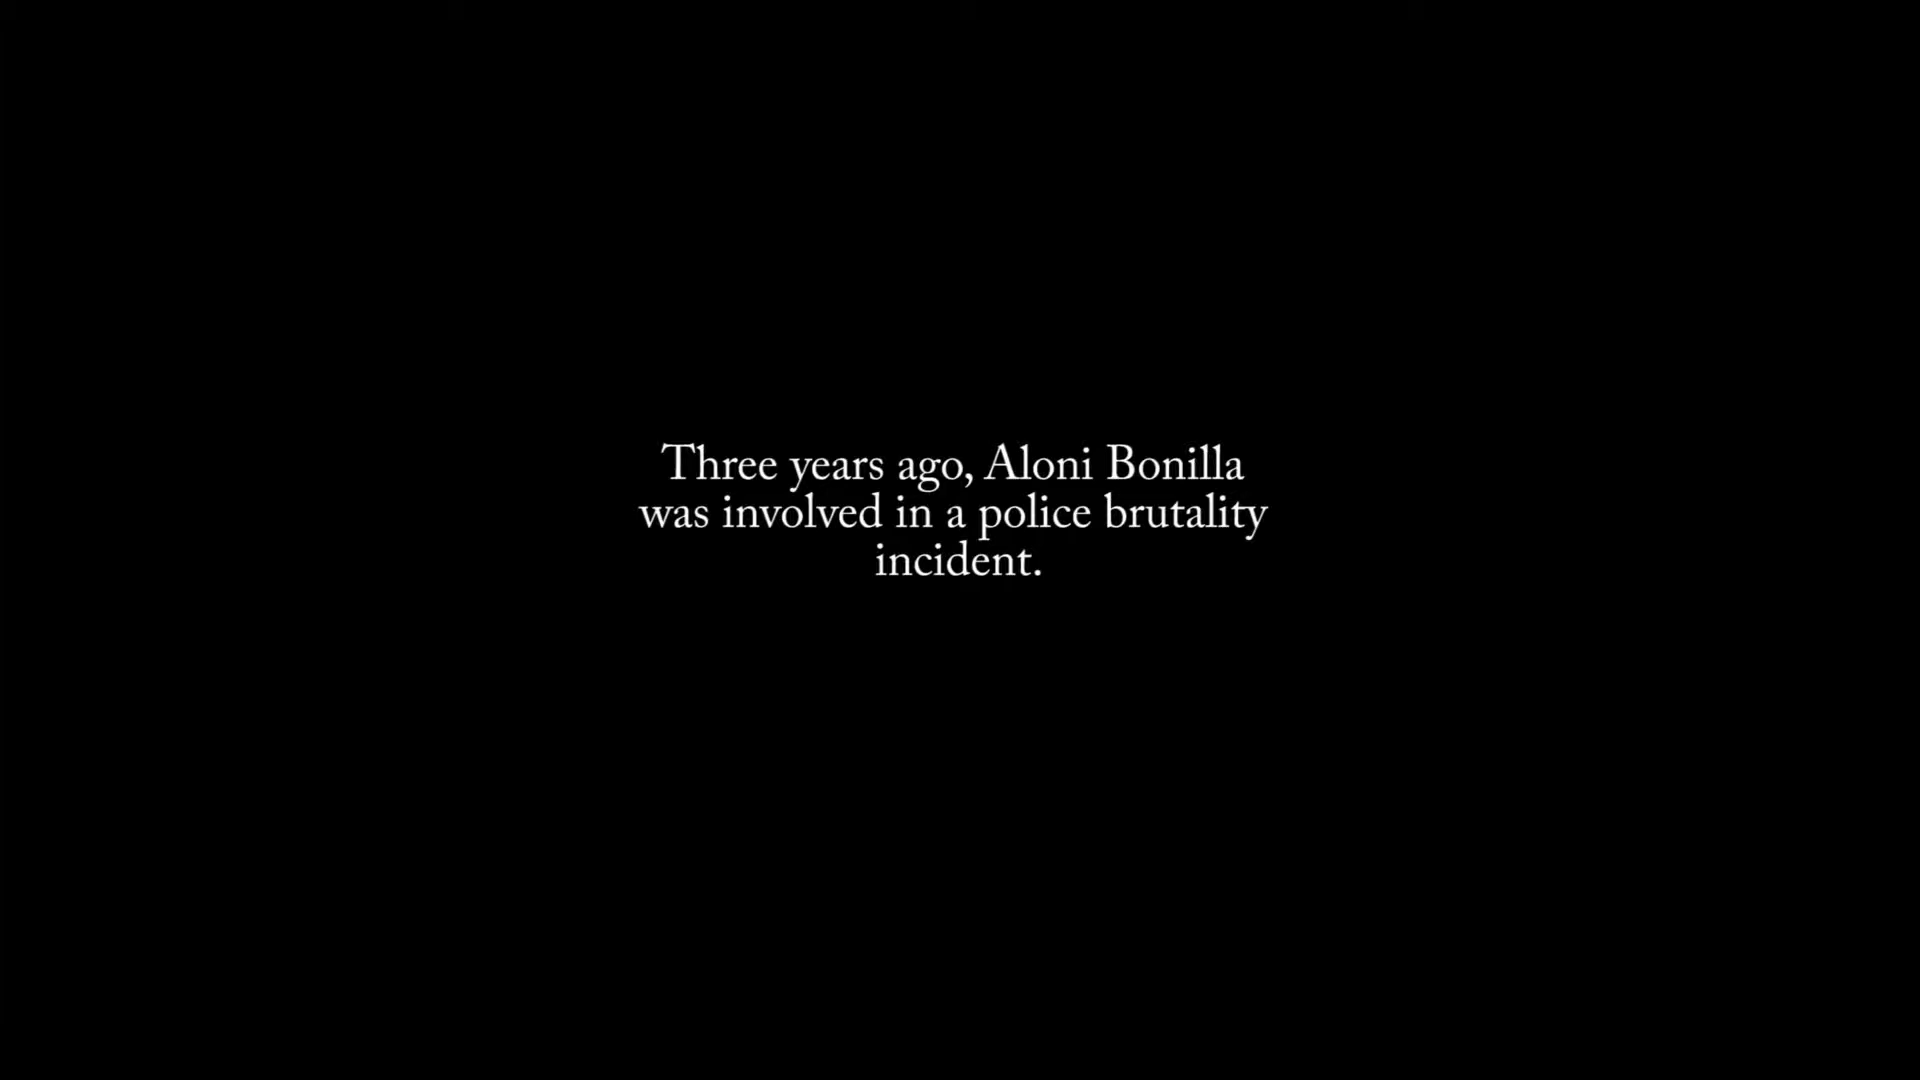 Three years ago, Aloni Bonilla
was involved in a police brutality
incident.